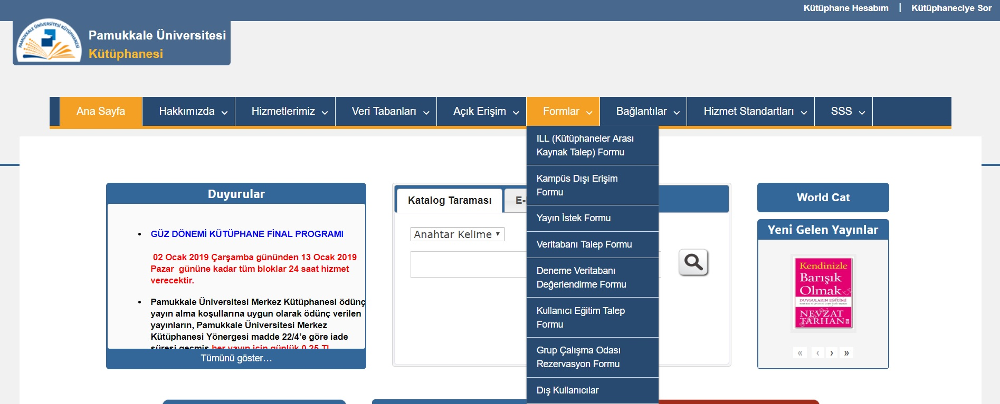 Kütüphane Hesabım | Kütüphaneciye Sor
PAMUKKALE ÜNİVERSİTESİ KÜTÜPHANESİ
Pamukkale Üniversitesi
Kütüphanesi
Ana Sayfa
Hakkımızda
Hizmetlerimiz
Veri Tabanları
Açık Erişim
Formlar
Bağlantılar
Hizmet Standartları
SSS
ILL (Kütüphaneler Arası
Kaynak Talep) Formu
Kampüs Dışı Erişim
Formu
Yayın İstek Formu
Veritabanı Talep Formu
Deneme Veritabanı
Değerlendirme Formu
Kullanıcı Eğitim Talep
Formu
Grup Çalışma Odası
Rezervasyon Formu
Dış Kullanıcılar
Duyurular
• GÜZ DÖNEMİ KÜTÜPHANE FİNAL PROGRAMI
02 Ocak 2019 Çarşamba gününden 13 Ocak 2019
Pazar gününe kadar tüm bloklar 24 saat hizmet
verecektir.
• Pamukkale Üniversitesi Merkez Kütüphanesi ödünç
yayın alma koşullarına uygun olarak ödünç verilen
yayınların, Pamukkale Üniversitesi Merkez
Kütüphanesi Yönergesi madde 22/4’e göre iade
süresi geçmiş her yayın için günlük 0,25 TL
Tümünü göster…
Katalog Taraması
E-
Anahtar Kelime
World Cat
Yeni Gelen Yayınlar
Kendinizle
Barışık
Olmak
DUYGULARIN EĞİTİMİ
NEVZAT
TARHAN
« ‹ › »